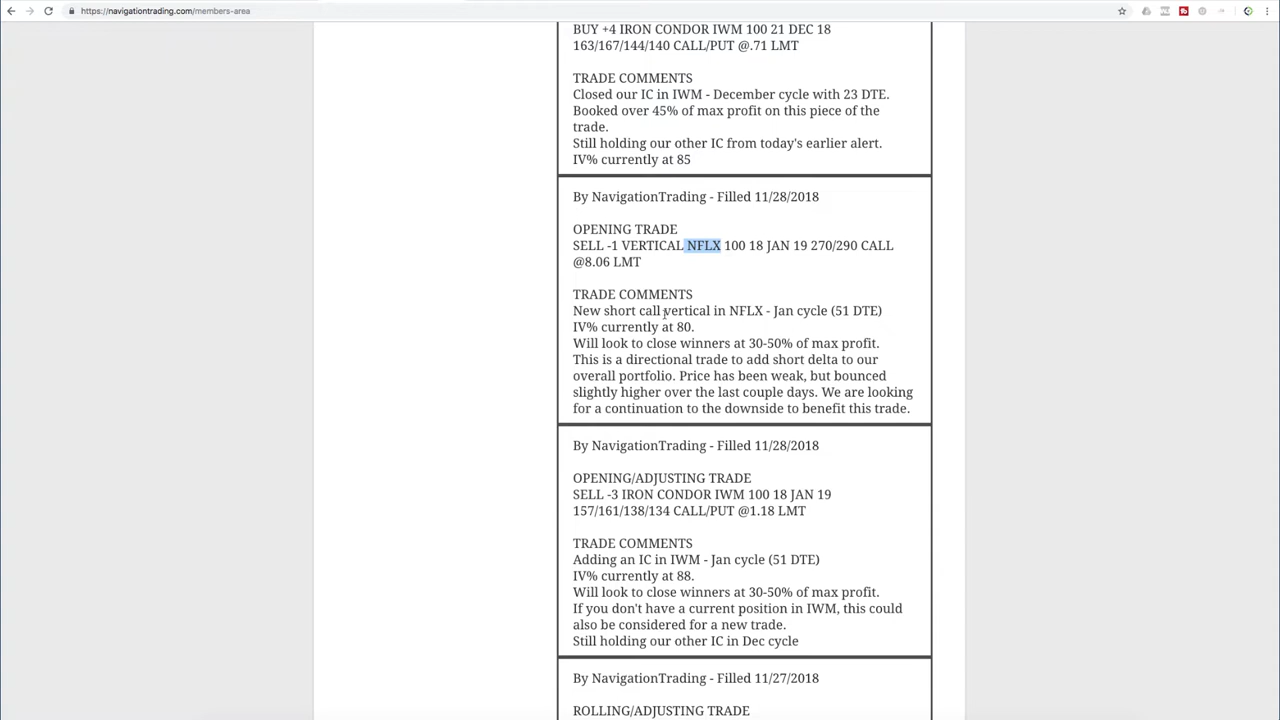 https://navigationtrading.com/members-area
BUY +4 IRON CONDOR IWM 100 21 DEC 18
163/167/144/140 CALL/PUT @.71 LMT
TRADE COMMENTS
Closed our IC in IWM - December cycle with 23 DTE.
Booked over 45% of max profit on this piece of the
trade.
Still holding our other IC from today's earlier alert.
IV% currently at 85
By NavigationTrading - Filled 11/28/2018
OPENING TRADE
SELL -1 VERTICAL NFLX 100 18 JAN 19 270/290 CALL
@8.06 LMT
TRADE COMMENTS
New short call vertical in NFLX - Jan cycle (51 DTE)
IV% currently at 80.
Will look to close winners at 30-50% of max profit.
This is a directional trade to add short delta to our
overall portfolio. Price has been weak, but bounced
slightly higher over the last couple days. We are looking
for a continuation to the downside to benefit this trade.
By NavigationTrading - Filled 11/28/2018
OPENING/ADJUSTING TRADE
SELL -3 IRON CONDOR IWM 100 18 JAN 19
157/161/138/134 CALL/PUT @1.18 LMT
TRADE COMMENTS
Adding an IC in IWM - Jan cycle (51 DTE)
IV% currently at 88.
Will look to close winners at 30-50% of max profit.
If you don't have a current position in IWM, this could
also be considered for a new trade.
Still holding our other IC in Dec cycle
By NavigationTrading - Filled 11/27/2018
ROLLING/ADJUSTING TRADE